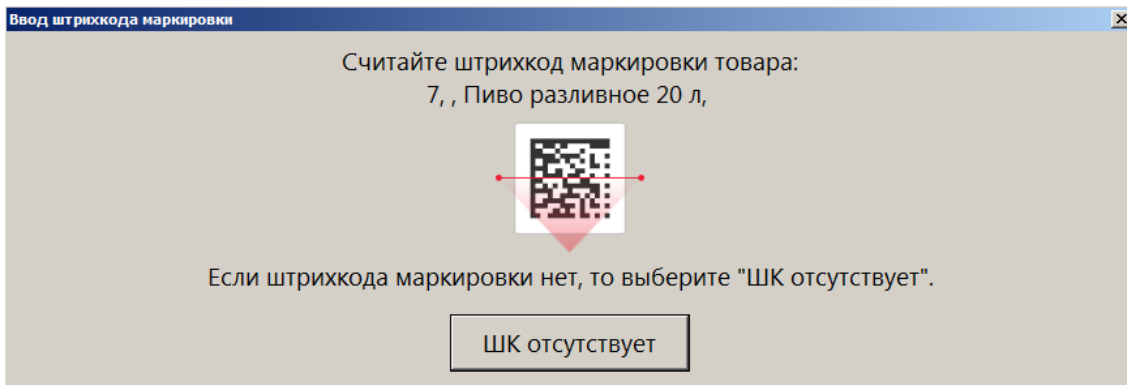 Ввод штрихкода маркировки
Считайте штрихкод маркировки товара:
7, , Пиво разливное 20 л,
Если штрихкода маркировки нет, то выберите "ШК отсутствует".
ШК отсутствует